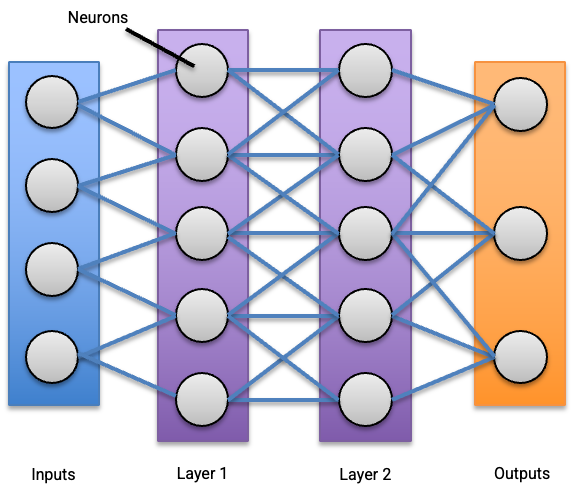 Neurons
Inputs
Layer 1
Layer 2
Outputs